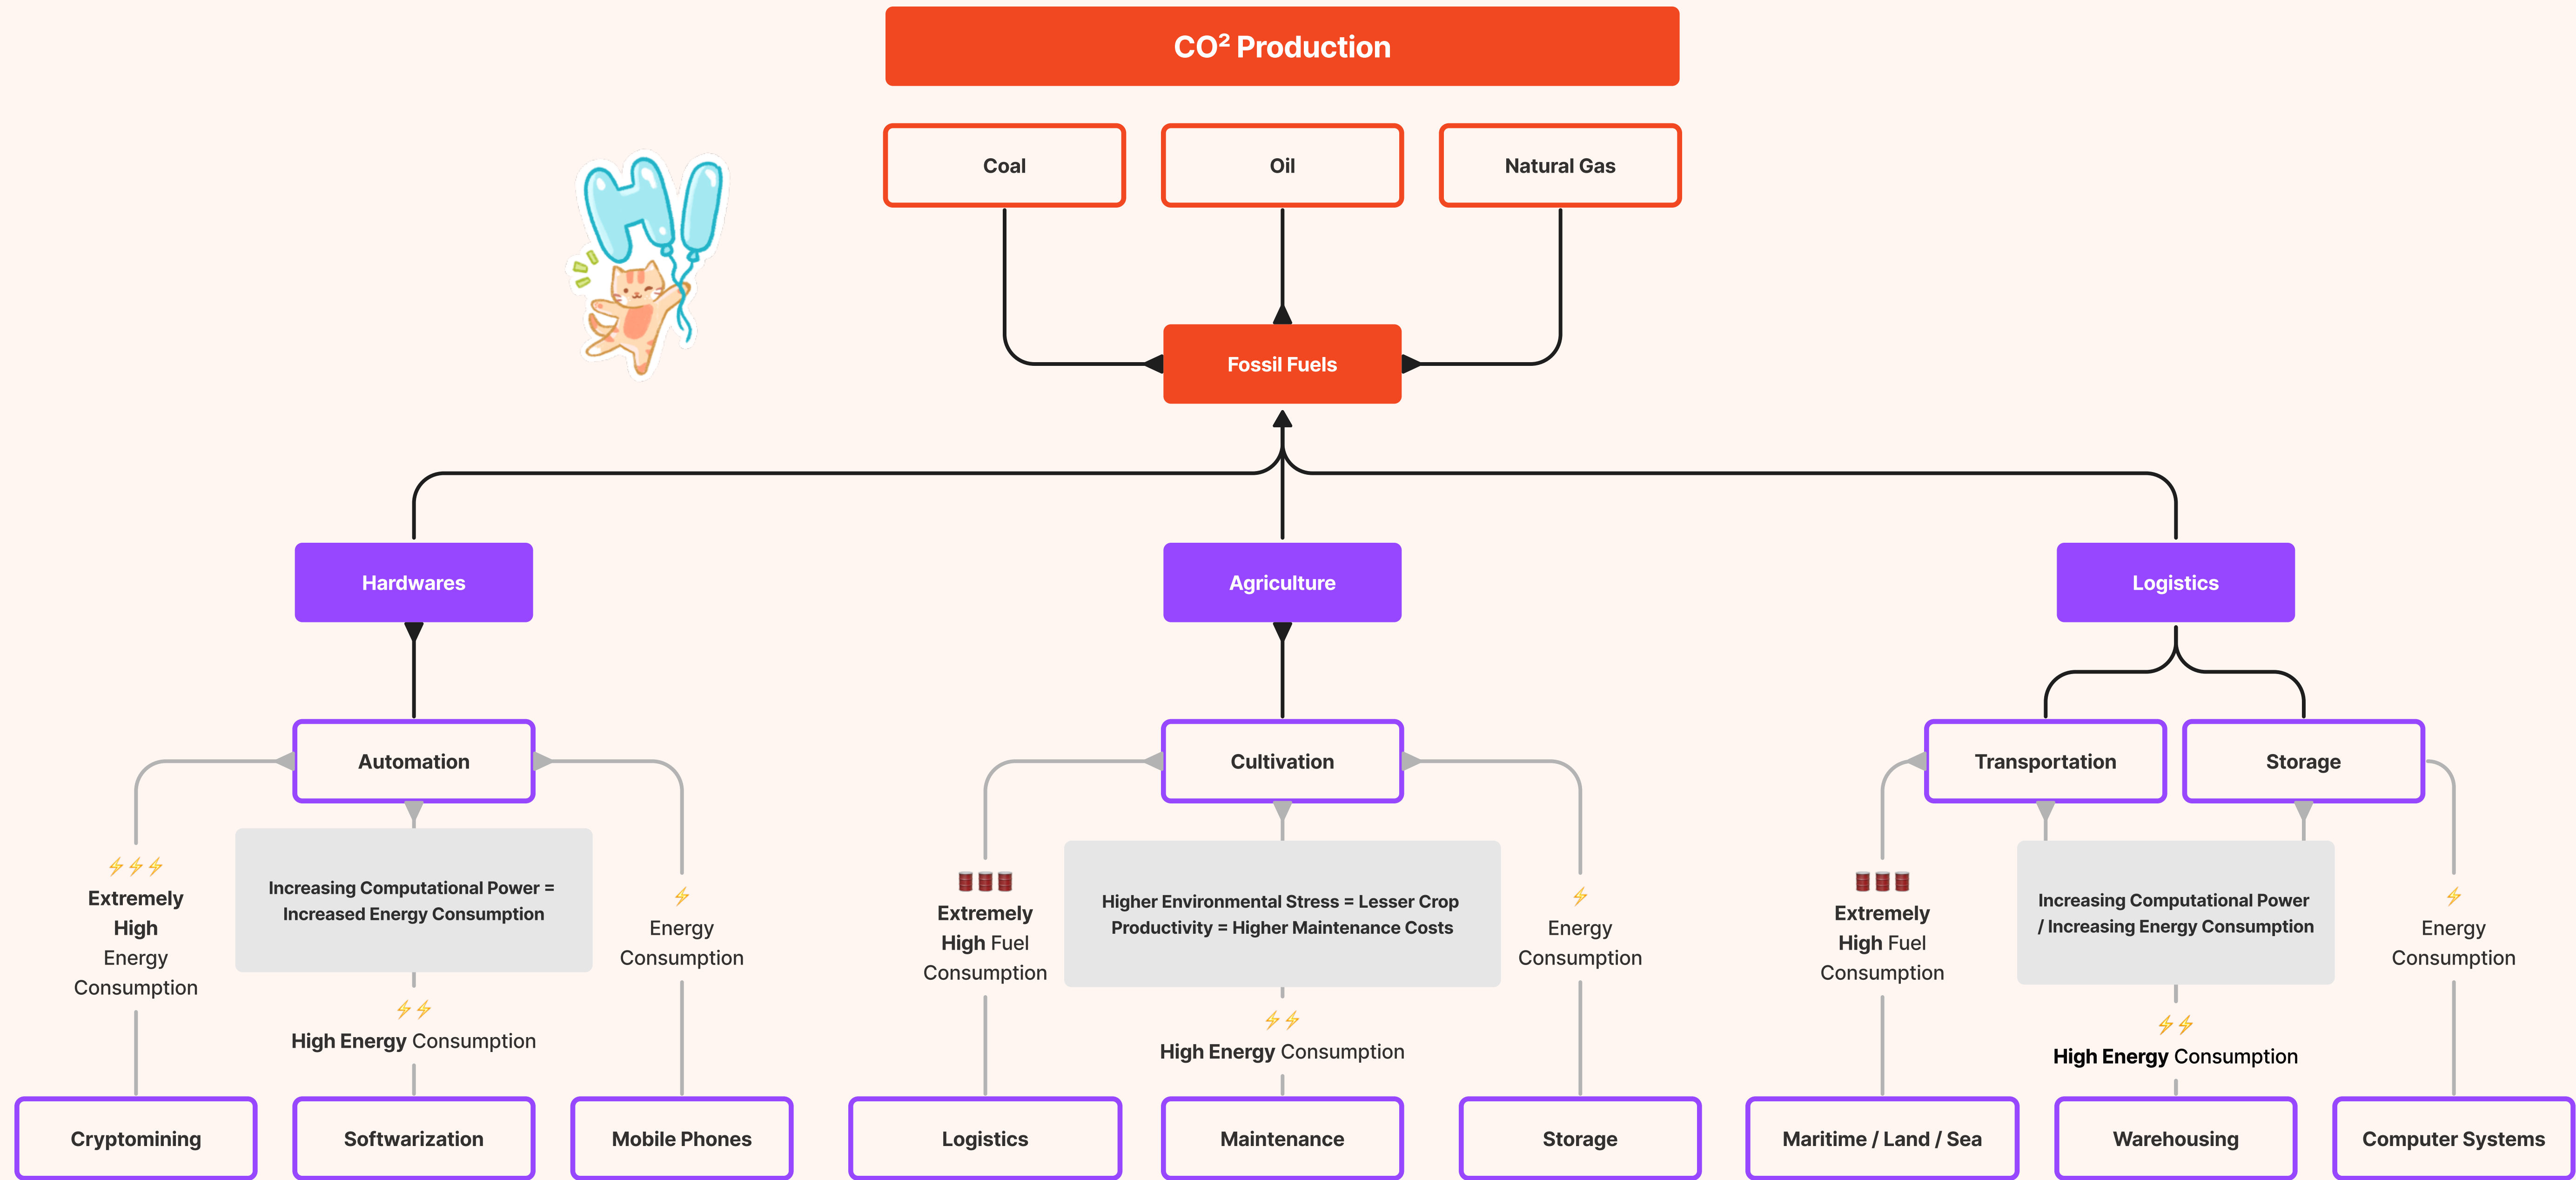 CO² Production
Coal
Oil
Natural Gas
HI
Fossil Fuels
Hardwares
Agriculture
Logistics
Automation
Cultivation
Transportation
Storage
Extremely
High
Energy
Consumption
Increasing Computational Power =
Increased Energy Consumption
High Energy Consumption
Energy
Consumption
Extremely
High Fuel
Consumption
Higher Environmental Stress = Lesser Crop
Productivity = Higher Maintenance Costs
High Energy Consumption
Energy
Consumption
Extremely
High Fuel
Consumption
Increasing Computational Power
/ Increasing Energy Consumption
High Energy Consumption
Energy
Consumption
Cryptomining
Softwarization
Mobile Phones
Logistics
Maintenance
Storage
Maritime / Land / Sea
Warehousing
Computer Systems